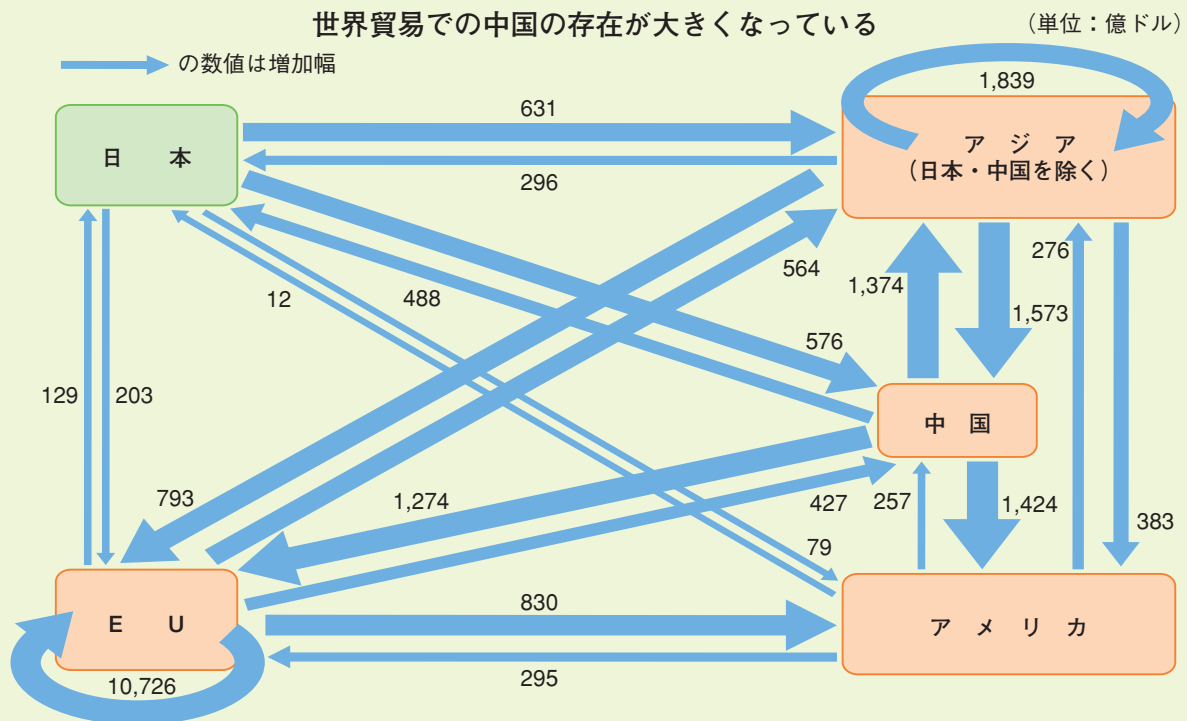 世界貿易での中国の存在が大きくなっている
（単位：億ドル）
の数値は増加幅
1,839
631
日　本
ア　ジ　ア
（日本・中国を除く）
296
564
276
12
488
1,374
1,573
576
129
203
中　国
793
1,274
427
257
1,424
383
79
830
E　U
ア　メ　リ　カ
10,726
295